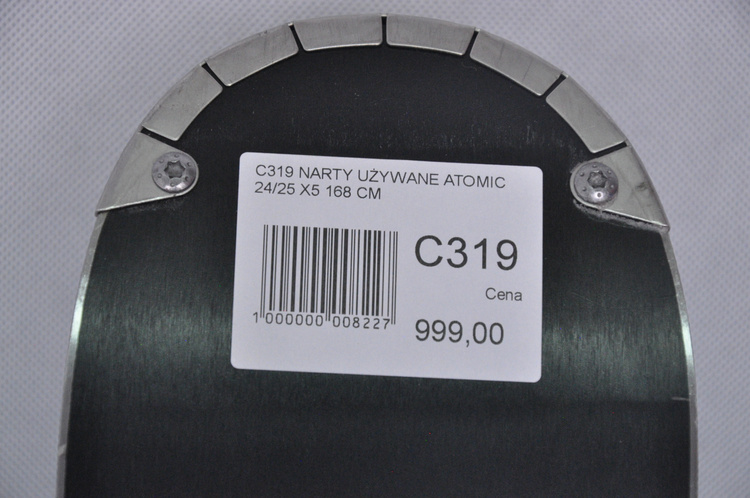 C319 NARTY UŻYWANE ATOMIC
24/25 X5 168 CM
C319
Cena
999,00
1 000000 008227